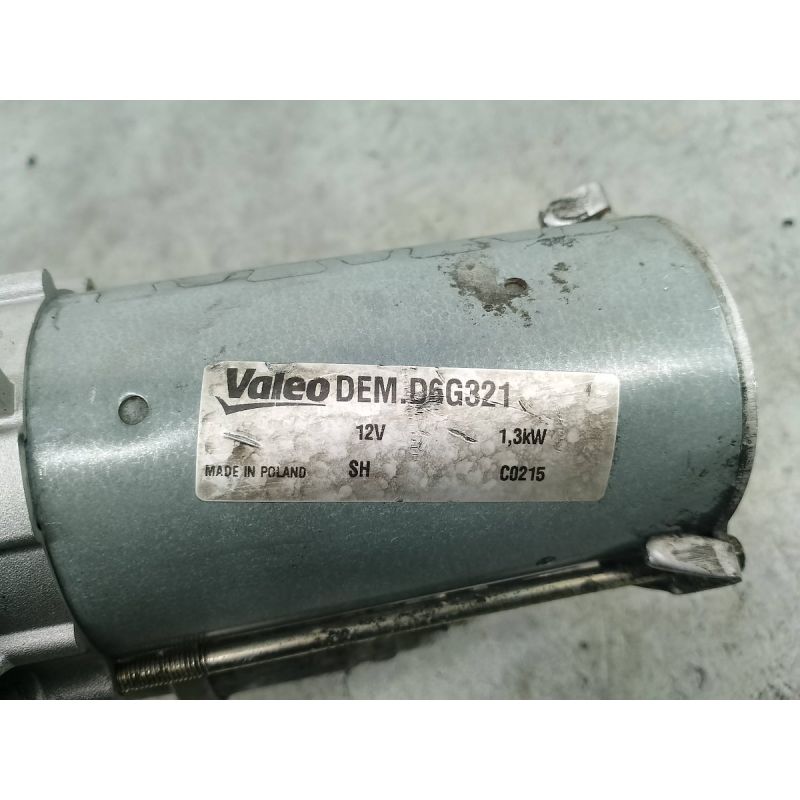 Valeo DEM.D6G321
12V 1,3kW
MADE IN POLAND SH C0215